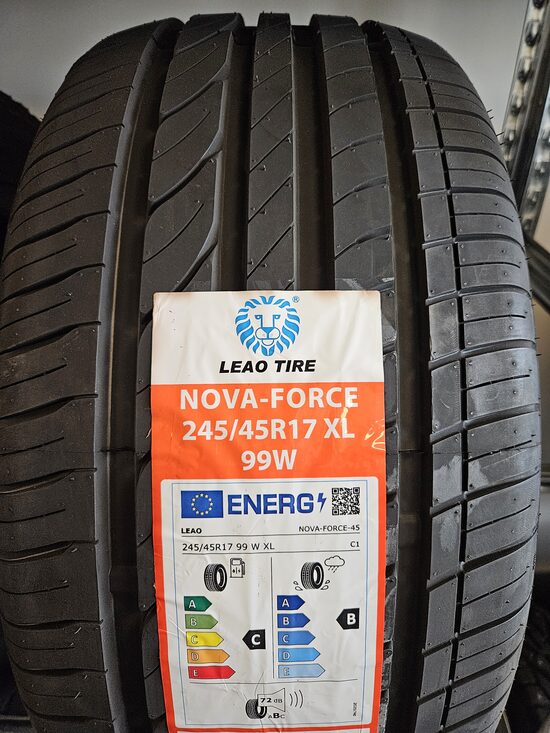 ®
LEAO TIRE
NOVA-FORCE
245/45R17 XL
99W
ENERG
LEAO NOVA-FORCE-45
245/45R17 99 W XL C1
A A
B B B
C C C
D D
E E
72 dB
ABC